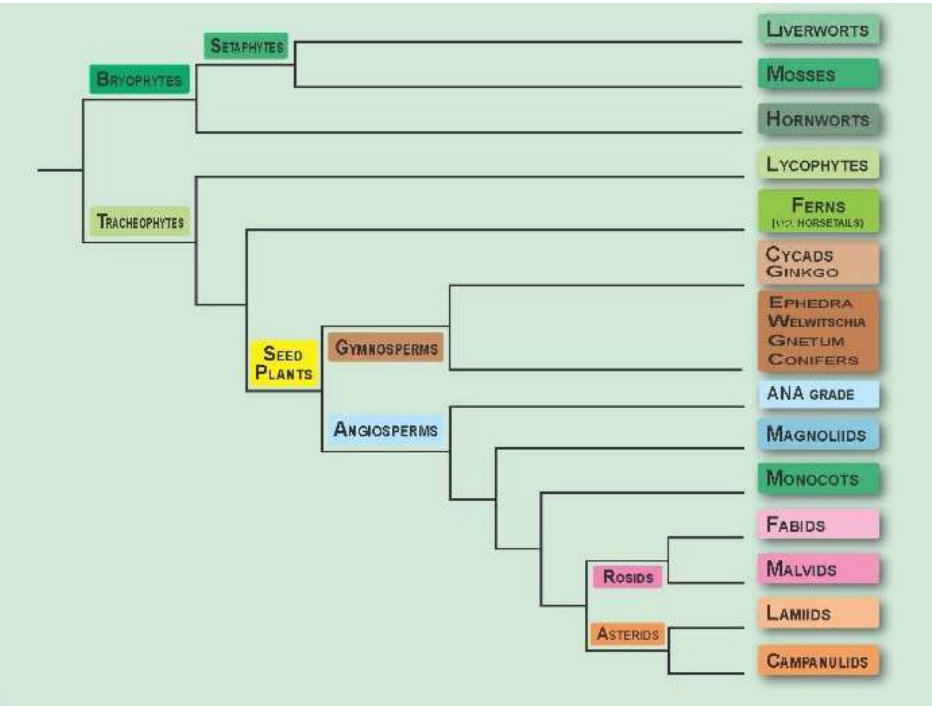 LIVERWORTS
SETAPHYTES
MOSSES
BRYOPHYTES
HORNWORTS
LYCOPHYTES
FERNS
HORSETAILS)
TRACHEOPHYTES
CYCADS
GINKGO
EPHEDRA
WELWITSCHIA
GNETUM
CONIFERS
GYMNOSPERMS
SEED
PLANTS
ANA GRADE
ANGIOSPERMS
MAGNOLIIDS
MONOCOTS
FABIDS
ROSIDS
MALVIDS
LAMIIDS
ASTERIDS
CAMPANULIDS